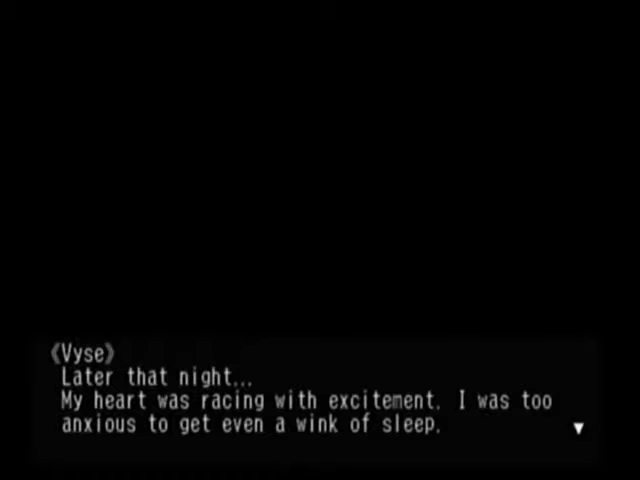 《Vyse》
Later that night...
My heart was racing with excitement. I was too
anxious to get even a wink of sleep.